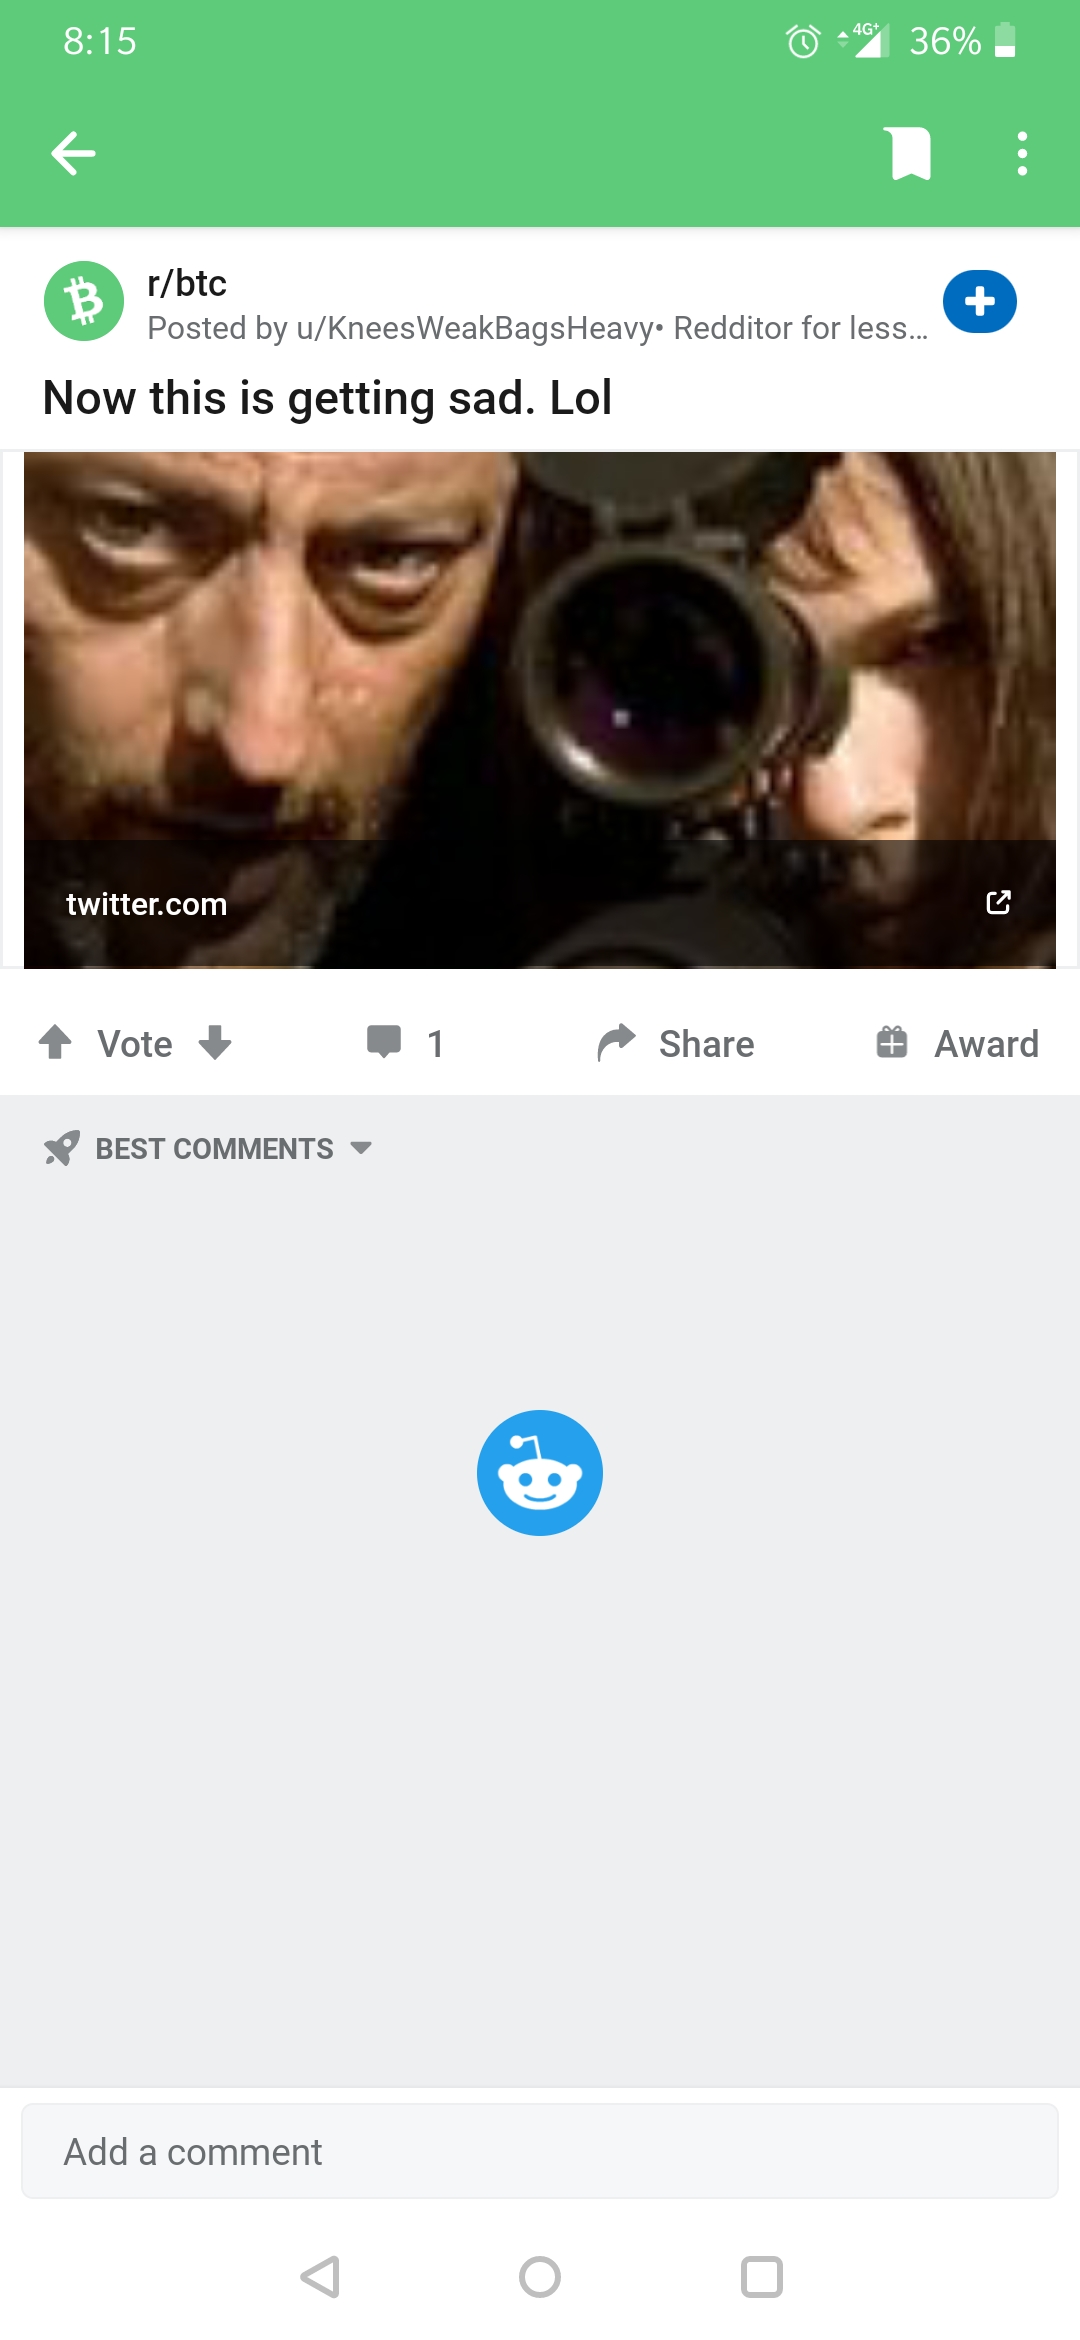 8:15
4G+ 36%
r/btc
Posted by u/KneesWeakBagsHeavy• Redditor for less...
Now this is getting sad. Lol
twitter.com
Vote 1 Share Award
BEST COMMENTS
Add a comment